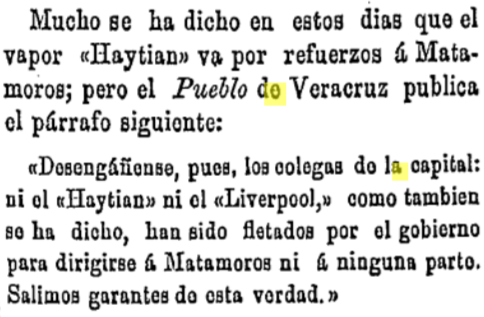 Mucho se ha dicho en estos dias que el
vapor «Haytian» va por refuerzos á Mata-
moros; pero el Pueblo de Veracruz publica
el párrafo siguiente:
«Desengáñense, pues, los colegas de la capital:
ni el «Haytian» ni el «Liverpool,» como tambien
se ha dicho, han sido fletados por el gobierno
para dirigirse á Matamoros ni á ninguna parte.
Salimos garantes de esta verdad.»